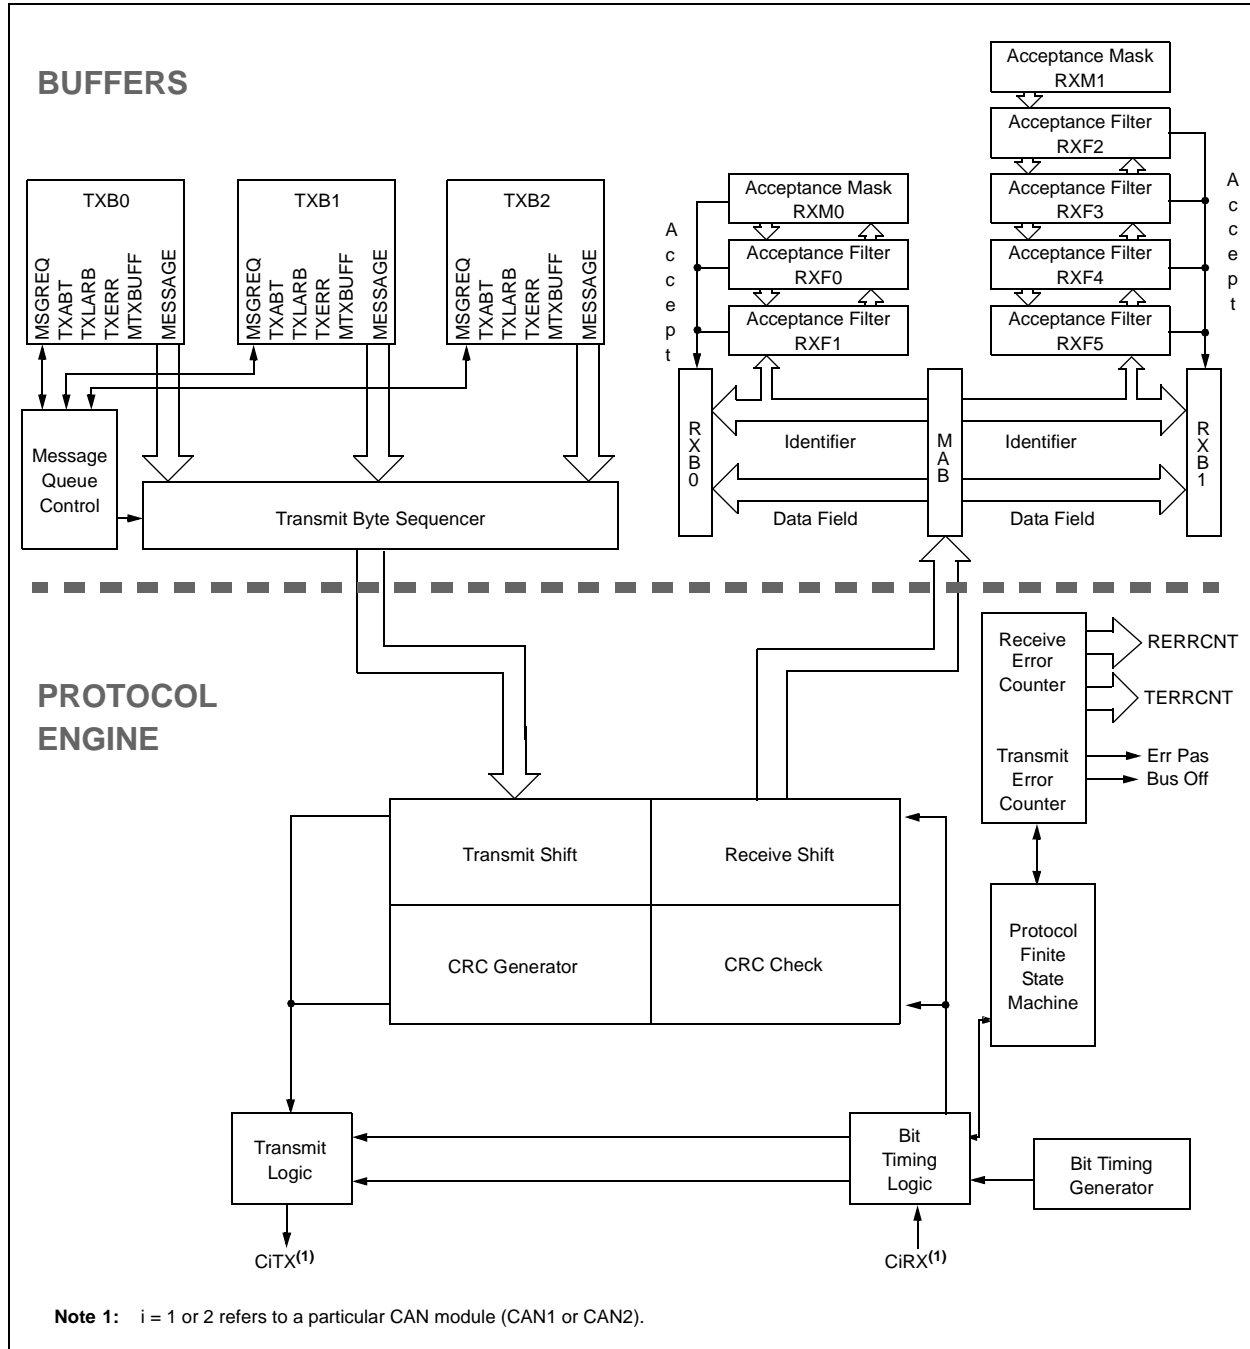 BUFFERS
TXB0
MSGREQ
TXABT
TXLARB
TXERR
MTXBUFF
MESSAGE
TXB1
MSGREQ
TXABT
TXLARB
TXERR
MTXBUFF
MESSAGE
TXB2
MSGREQ
TXABT
TXLARB
TXERR
MTXBUFF
MESSAGE
Message
Queue
Control
Transmit Byte Sequencer
Accept
Acceptance Mask
RXM0
Acceptance Filter
RXF0
Acceptance Filter
RXF1
Acceptance Mask
RXM1
Acceptance Filter
RXF2
Acceptance Filter
RXF3
Acceptance Filter
RXF4
Acceptance Filter
RXF5
Accept
RXB0
Identifier
MAB
Identifier
RXB1
Data Field
Data Field
PROTOCOL
ENGINE
Receive
Error
Counter
RERRCNT
TERRCNT
Transmit
Error
Counter
Err Pas
Bus Off
Transmit Shift
Receive Shift
CRC Generator
CRC Check
Protocol
Finite
State
Machine
Transmit
Logic
Bit
Timing
Logic
Bit Timing
Generator
CiTX(1)
CiRX(1)
Note 1: i = 1 or 2 refers to a particular CAN module (CAN1 or CAN2).